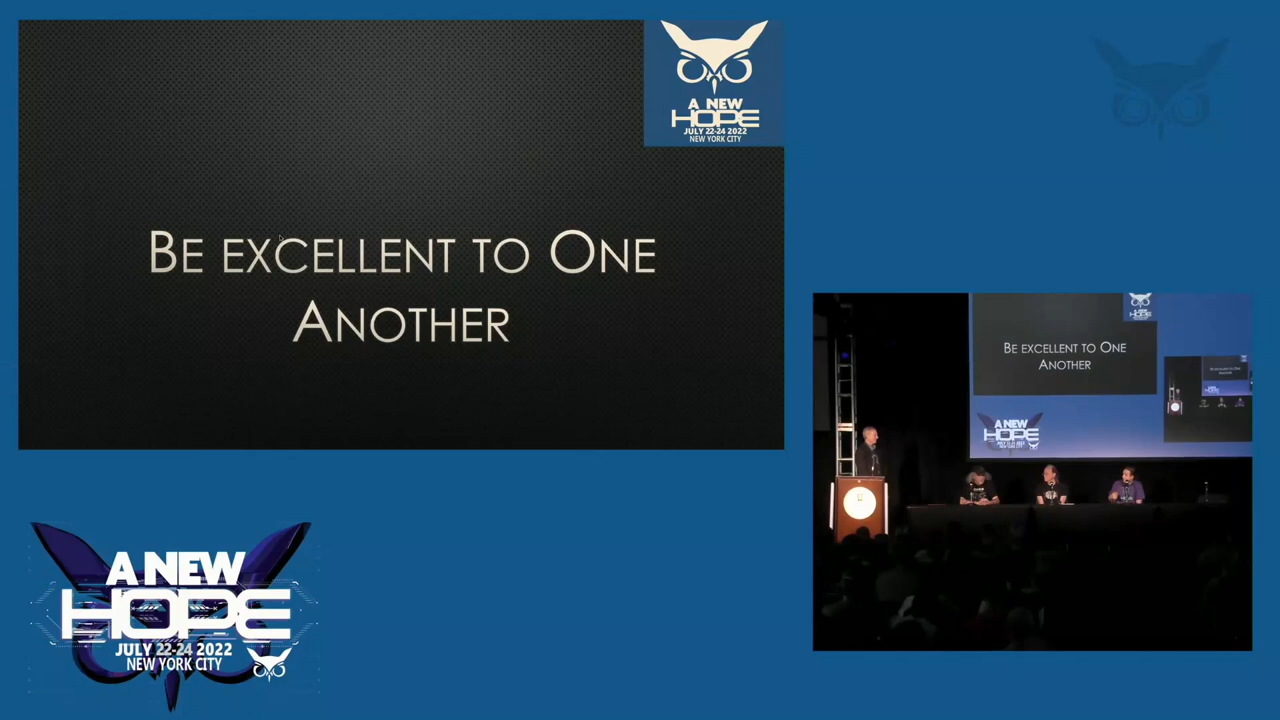 A NEW
HOPE
JULY 22-24 2022
NEW YORK CITY
BE EXCELLENT TO ONE
ANOTHER
BE EXCELLENT TO ONE
ANOTHER
A NEW
HOPE
JULY 22-24 2022
NEW YORK CITY
A NEW
HOPE